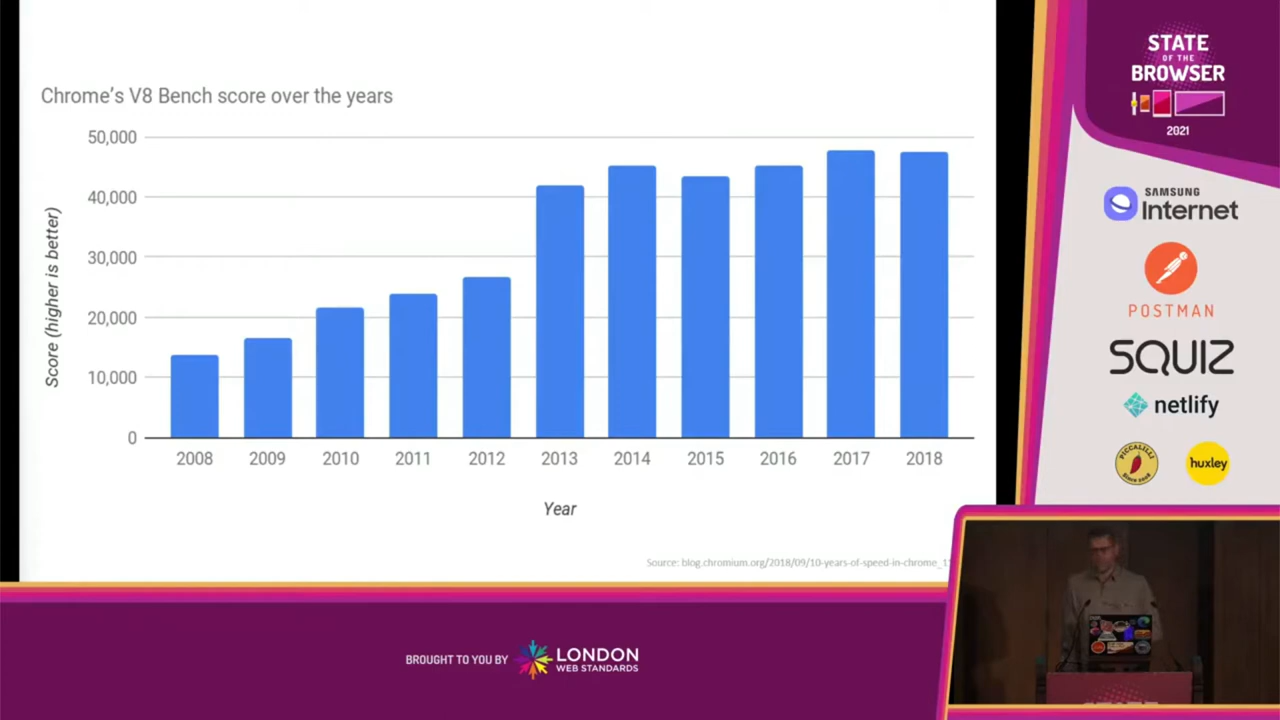 Chrome's V8 Bench score over the years
Score (higher is better)
50,000
40,000
30,000
20,000
10,000
0
2008 2009 2010 2011 2012 2013 2014 2015 2016 2017 2018
Year
Source: blog.chromium.org/2018/09/10-years-of-speed-in-chrome_
STATE
OF THE
BROWSER
2021
SAMSUNG
Internet
POSTMAN
SQUIZ
netlify
PICCALILLI
Since 2008
huxley
BROUGHT TO YOU BY
LONDON
WEB STANDARDS